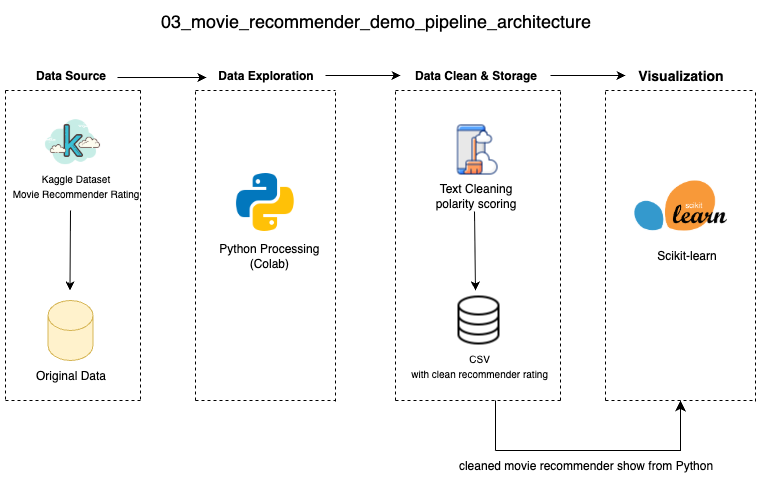 03_movie_recommender_demo_pipeline_architecture
Data Source
Data Exploration
Data Clean & Storage
Visualization
k
Kaggle Dataset
Movie Recommender Rating
Original Data
Python Processing
(Colab)
Text Cleaning
polarity scoring
CSV
with clean recommender rating
scikit
learn
Scikit-learn
cleaned movie recommender show from Python